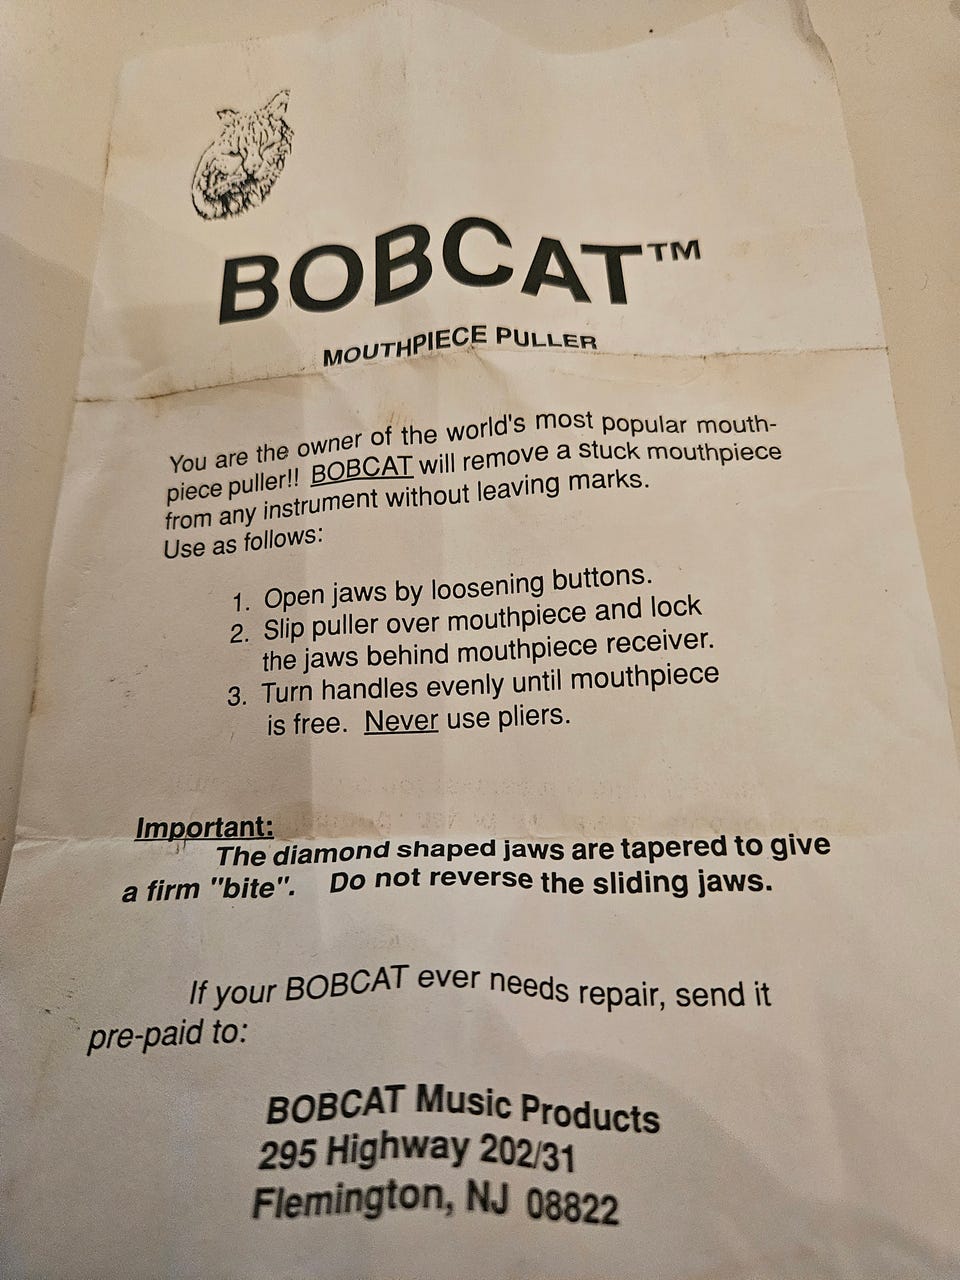 BOBCAT™
MOUTHPIECE PULLER
You are the owner of the world's most popular mouth-
piece puller!! BOBCAT will remove a stuck mouthpiece
from any instrument without leaving marks.
Use as follows:
1. Open jaws by loosening buttons.
2. Slip puller over mouthpiece and lock
the jaws behind mouthpiece receiver.
3. Turn handles evenly until mouthpiece
is free. Never use pliers.
Important:
The diamond shaped jaws are tapered to give
a firm "bite". Do not reverse the sliding jaws.
If your BOBCAT ever needs repair, send it
pre-paid to:
BOBCAT Music Products
295 Highway 202/31
Flemington, NJ 08822